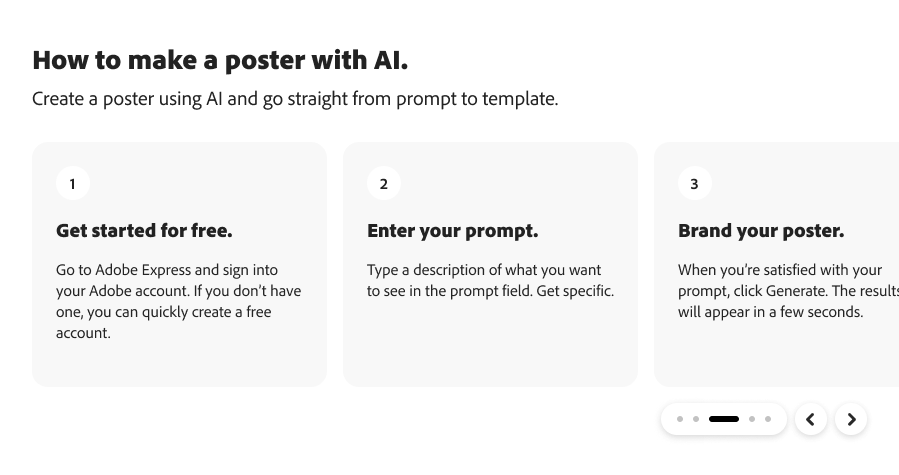 How to make a poster with AI.
Create a poster using AI and go straight from prompt to template.
1
Get started for free.
Go to Adobe Express and sign into
your Adobe account. If you don’t have
one, you can quickly create a free
account.
2
Enter your prompt.
Type a description of what you want
to see in the prompt field. Get specific.
3
Brand your poster.
When you’re satisfied with your
prompt, click Generate. The results
will appear in a few seconds.